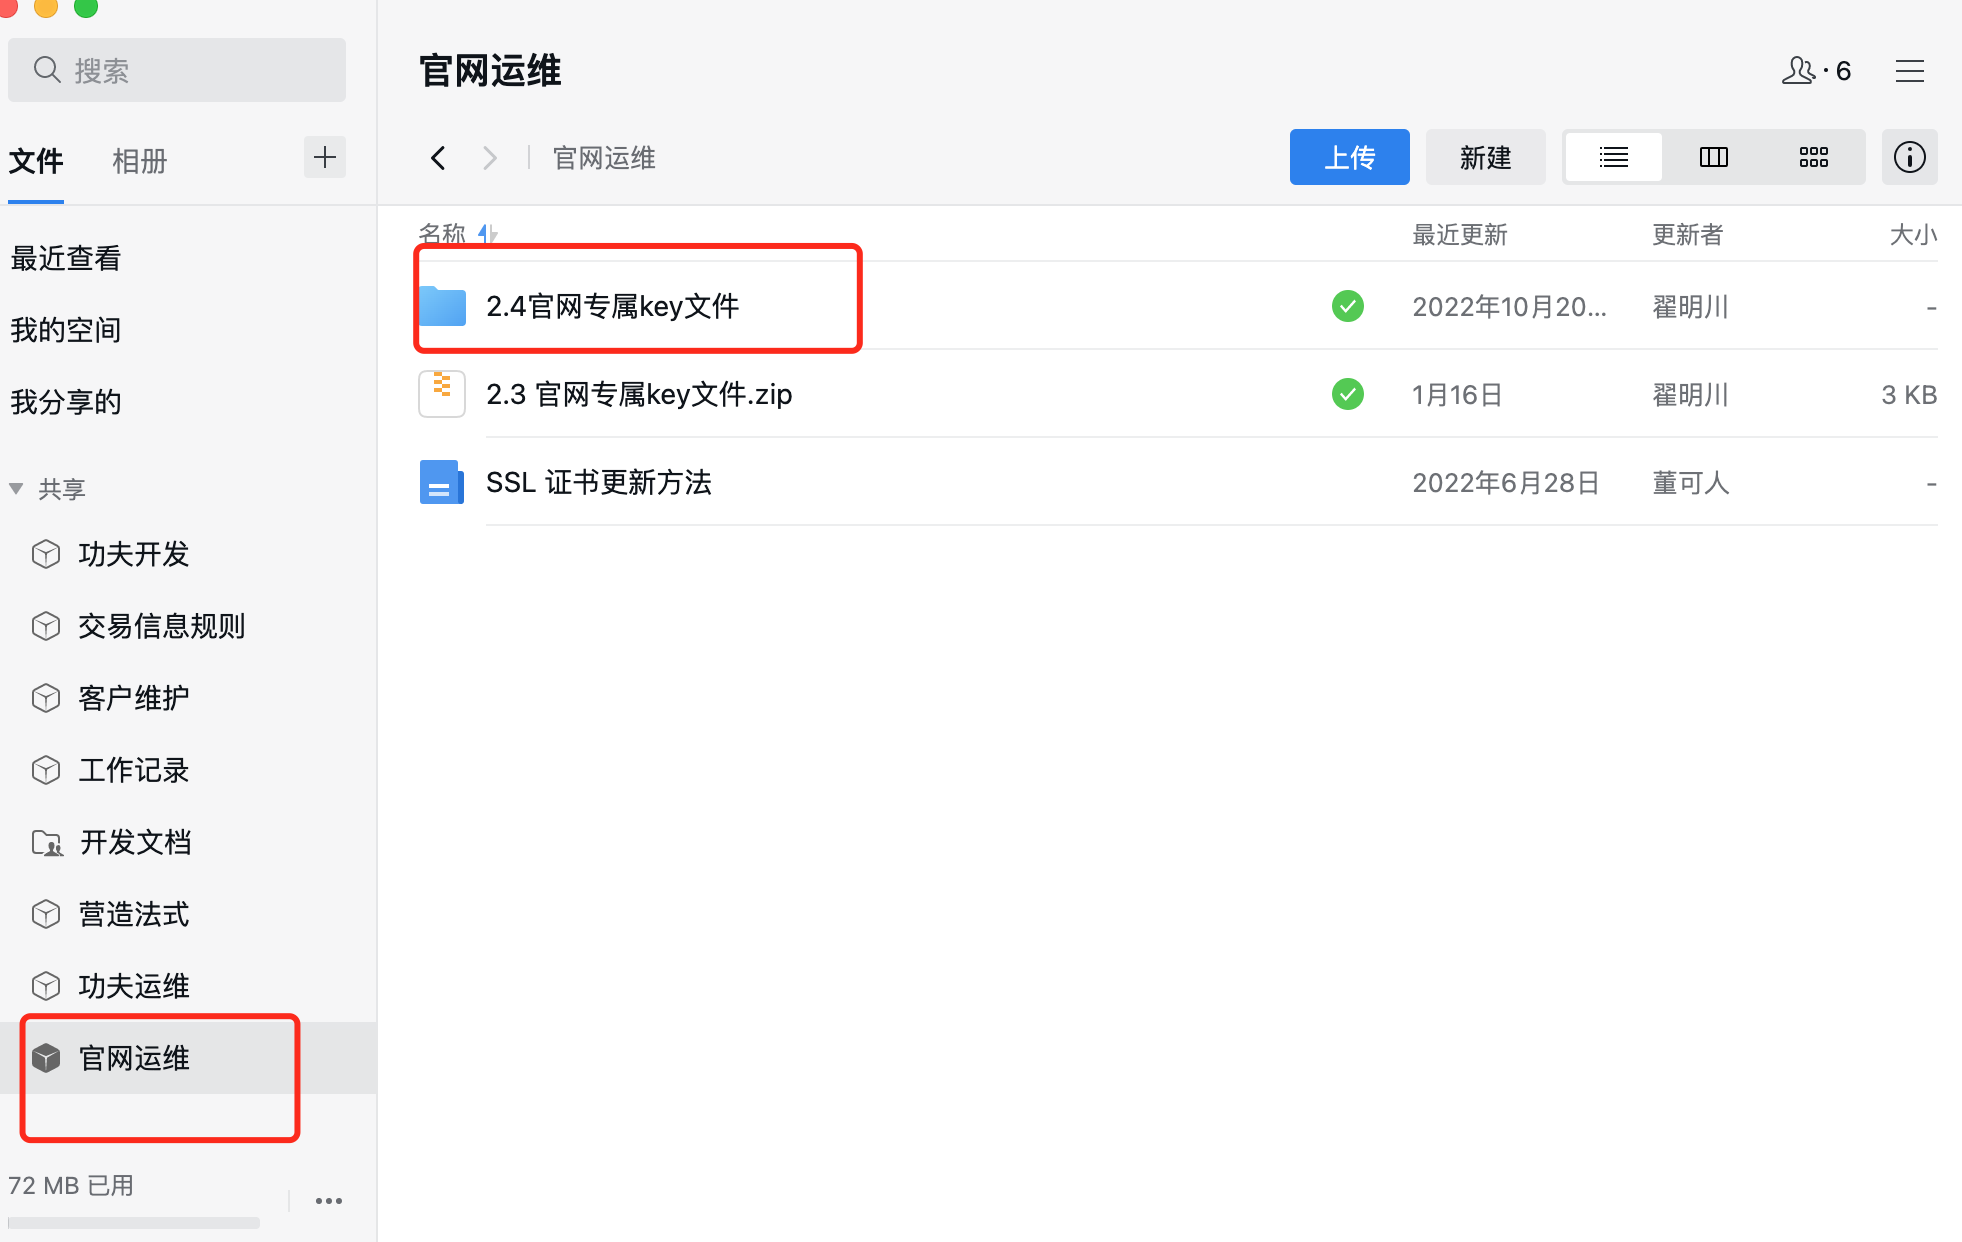 搜索
文件
相册
最近查看
我的空间
我分享的
共享
功夫开发
交易信息规则
客户维护
工作记录
开发文档
营造法式
功夫运维
官网运维
72 MB 已用
官网运维
· 6
官网运维
上传
新建
名称 最近更新 更新者 大小
2.4官网专属key文件 2022年10月20... 翟明川 -
2.3 官网专属key文件.zip 1月16日 翟明川 3 KB
SSL 证书更新方法 2022年6月28日 董可人 -